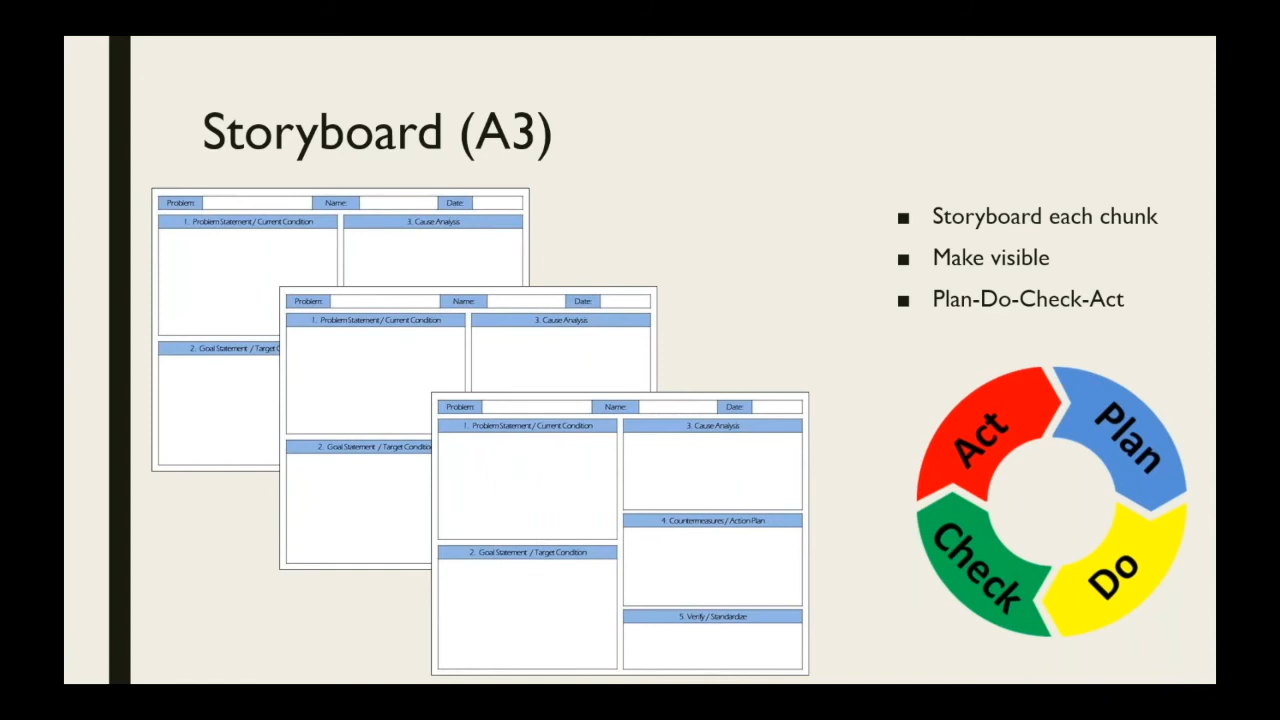 Storyboard (A3)
Problem: Name: Date:
1. Problem Statement / Current Condition
3. Cause Analysis
2. Goal Statement / Target C
Problem: Name: Date:
1. Problem Statement / Current Condition
3. Cause Analysis
2. Goal Statement / Target Conditio
Problem: Name: Date:
1. Problem Statement / Current Condition
3. Cause Analysis
4. Countermeasures / Action Plan
2. Goal Statement / Target Condition
5. Verify / Standardize
■ Storyboard each chunk
■ Make visible
■ Plan-Do-Check-Act
Plan
Do
Check
Act